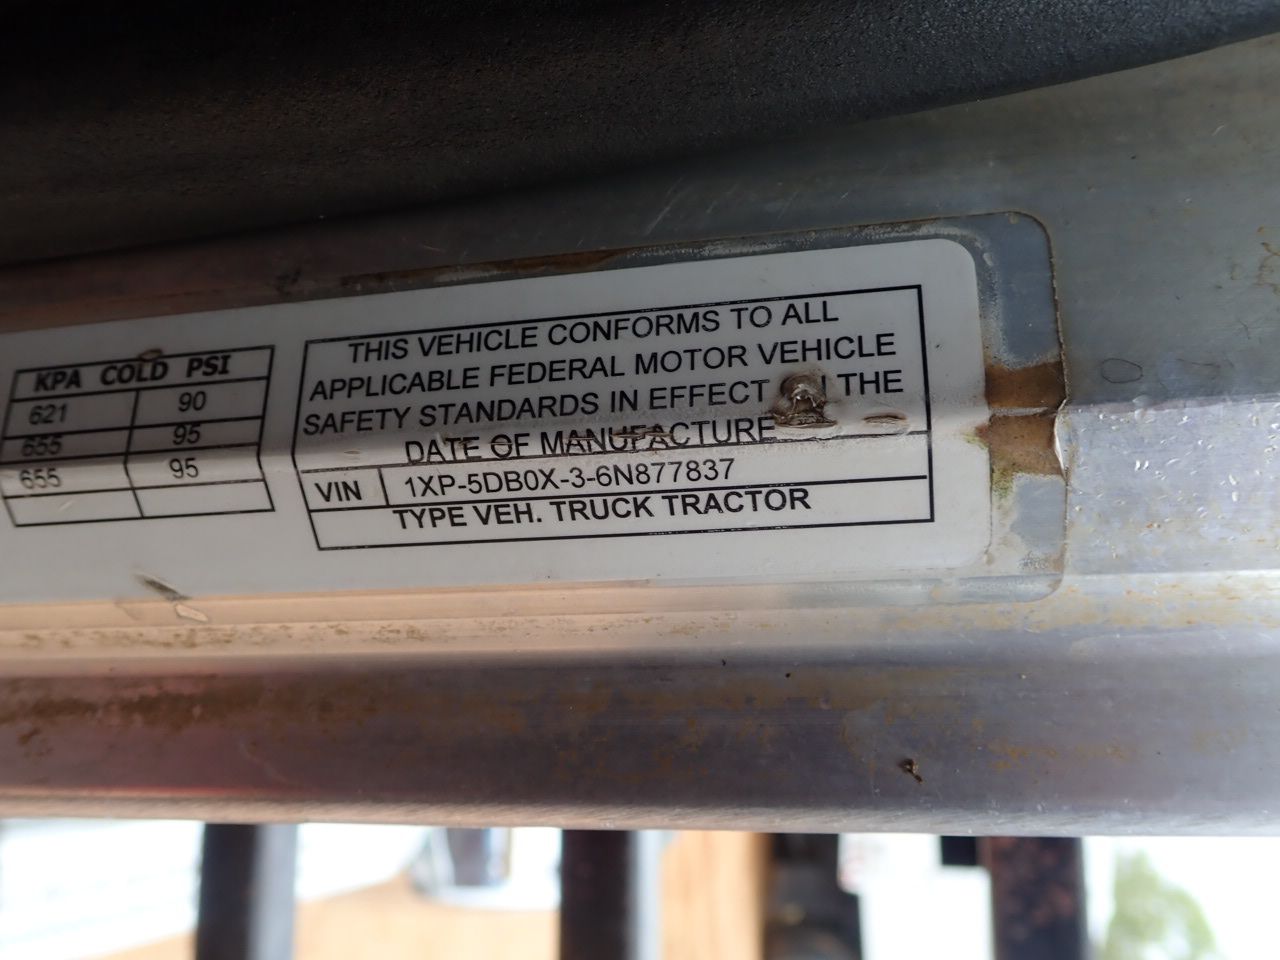 KPA COLD PSI
621 90
655 95
655 95
THIS VEHICLE CONFORMS TO ALL
APPLICABLE FEDERAL MOTOR VEHICLE
SAFETY STANDARDS IN EFFECT THE
DATE OF MANUFACTURE
VIN 1XP-5DB0X-3-6N877837
TYPE VEH. TRUCK TRACTOR